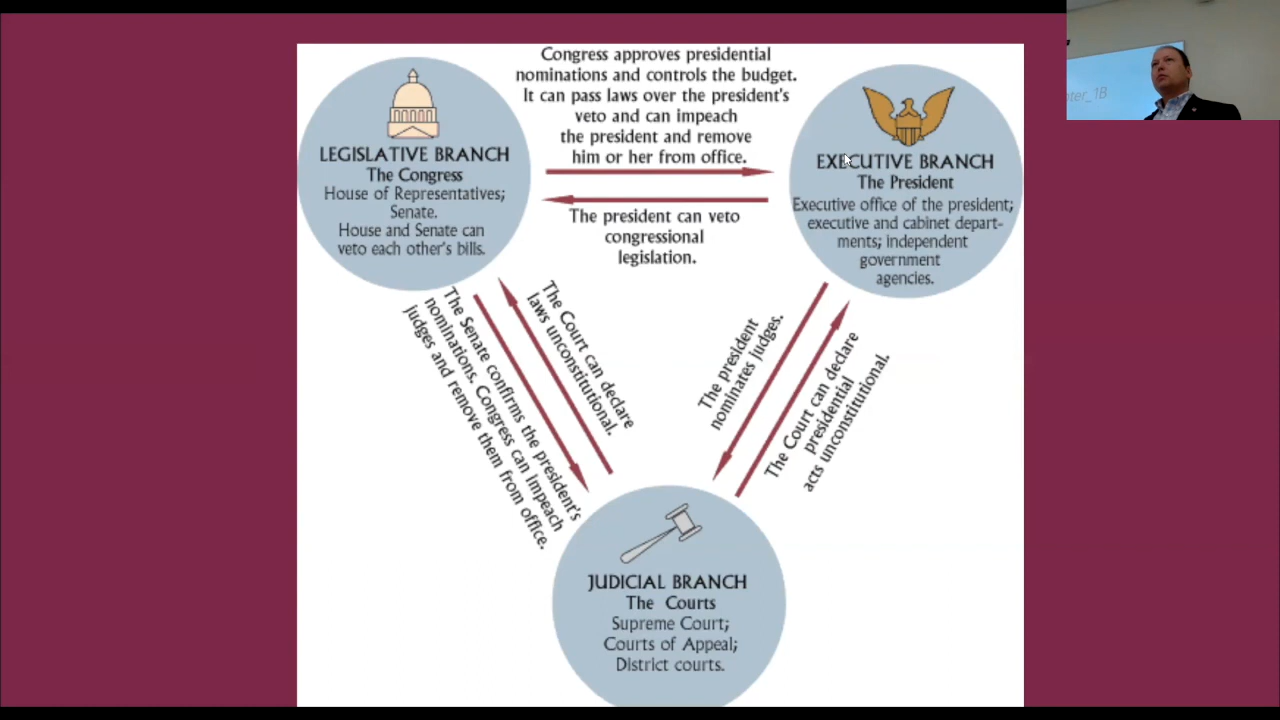 Congress approves presidential
nominations and controls the budget.
It can pass laws over the president's
veto and can impeach
the president and remove
him or her from office.
LEGISLATIVE BRANCH
The Congress
House of Representatives;
Senate.
House and Senate can
veto each other's bills.
EXECUTIVE BRANCH
The President
Executive office of the president;
executive and cabinet depart-
ments; independent
government
agencies.
The president can veto
congressional
legislation.
The Senate confirms the president's
nominations. Congress can impeach
judges and remove them from office.
The Court can declare
laws unconstitutional.
The president
nominates judges.
The Court can declare
presidential
acts unconstitutional.
JUDICIAL BRANCH
The Courts
Supreme Court;
Courts of Appeal;
District courts.